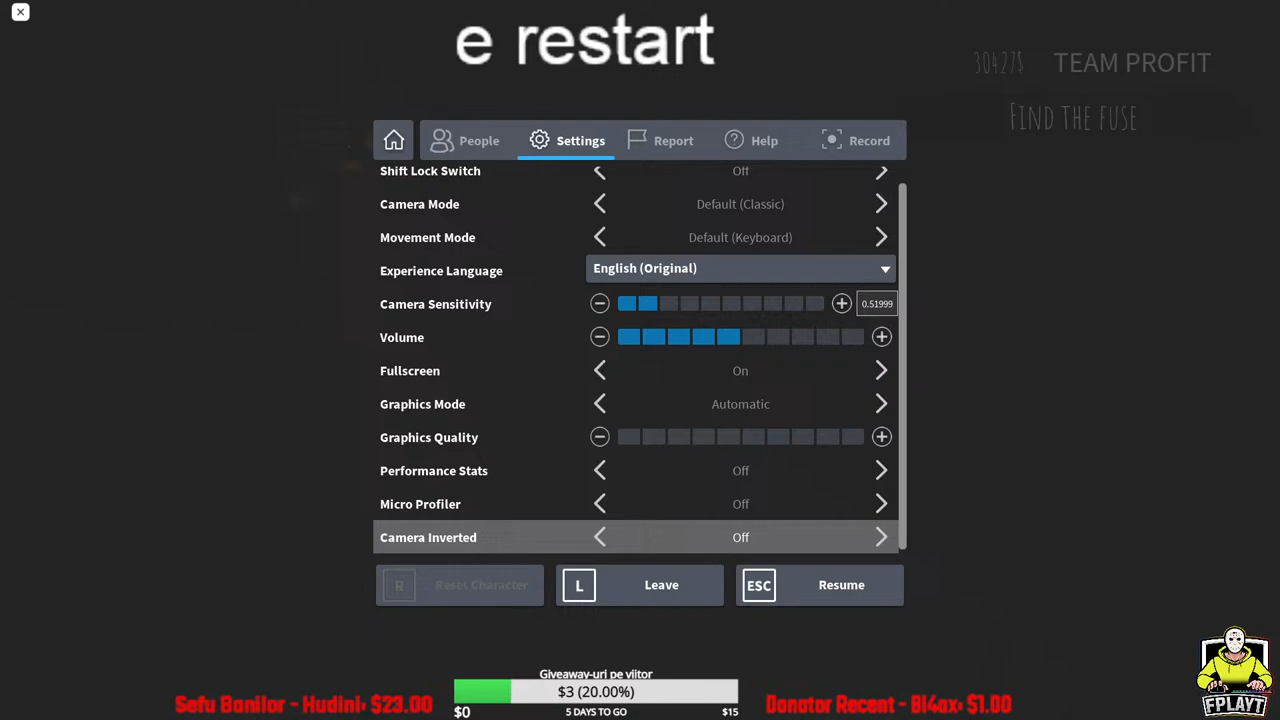 e restart
30427$ TEAM PROFIT
FIND THE FUSE
People Settings Report Help Record
Shift Lock Switch Off
Camera Mode Default (Classic)
Movement Mode Default (Keyboard)
Experience Language English (Original)
Camera Sensitivity 0.51999
Volume
Fullscreen On
Graphics Mode Automatic
Graphics Quality
Performance Stats Off
Micro Profiler Off
Camera Inverted Off
R Reset Character L Leave ESC Resume
Giveaway-uri pe viitor
$3 (20.00%)
$0 5 DAYS TO GO $15
Sefu Banilor - Hudini: $23.00
Donator Recent - Bl4ax: $1.00
FPLAYT